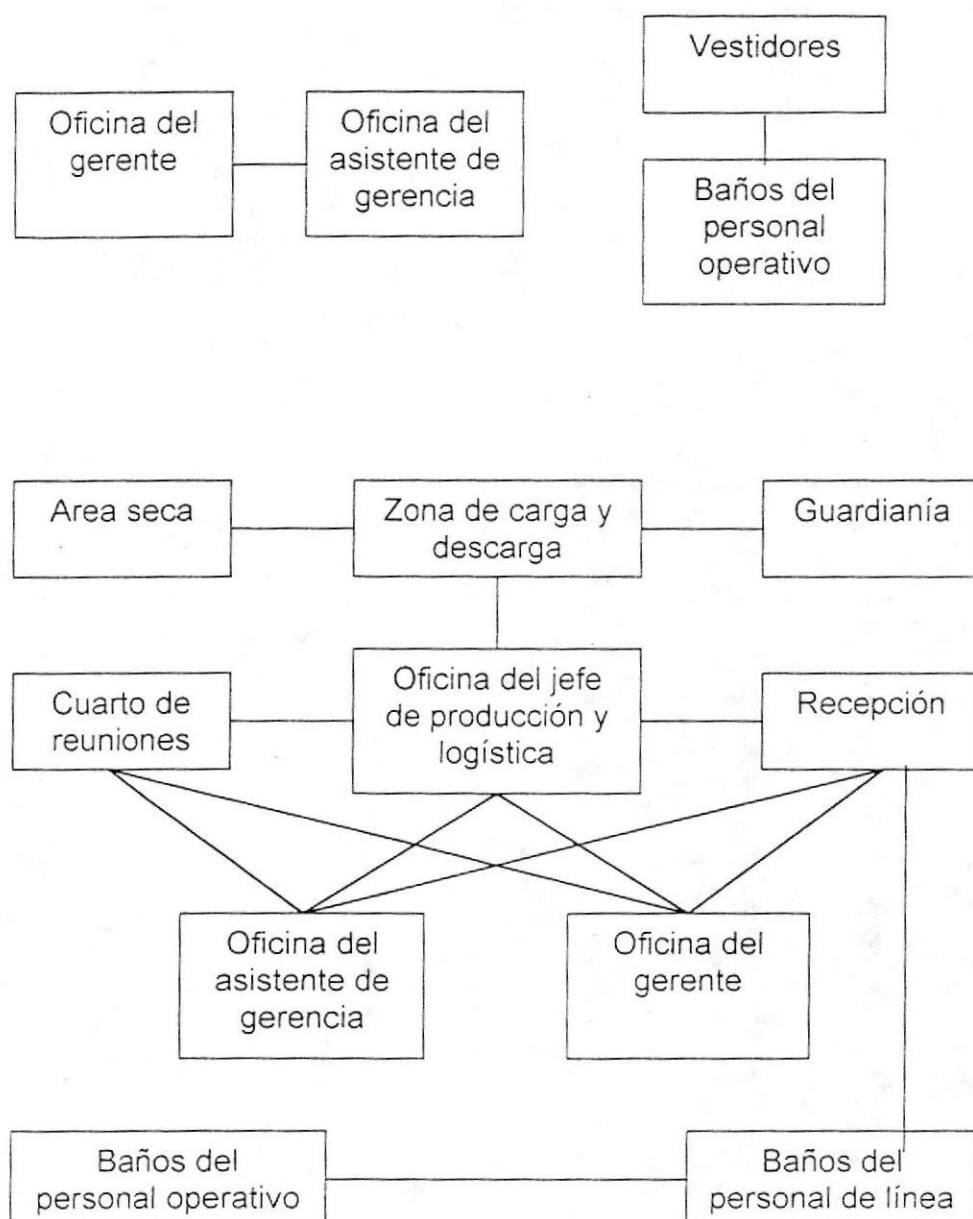 Vestidores
Oficina del
gerente
Oficina del
asistente de
gerencia
Baños del
personal
operativo
Area seca
Zona de carga y
descarga
Guardianía
Cuarto de
reuniones
Oficina del jefe
de producción y
logística
Recepción
Oficina del
asistente de
gerencia
Oficina del
gerente
Baños del
personal operativo
Baños del
personal de línea